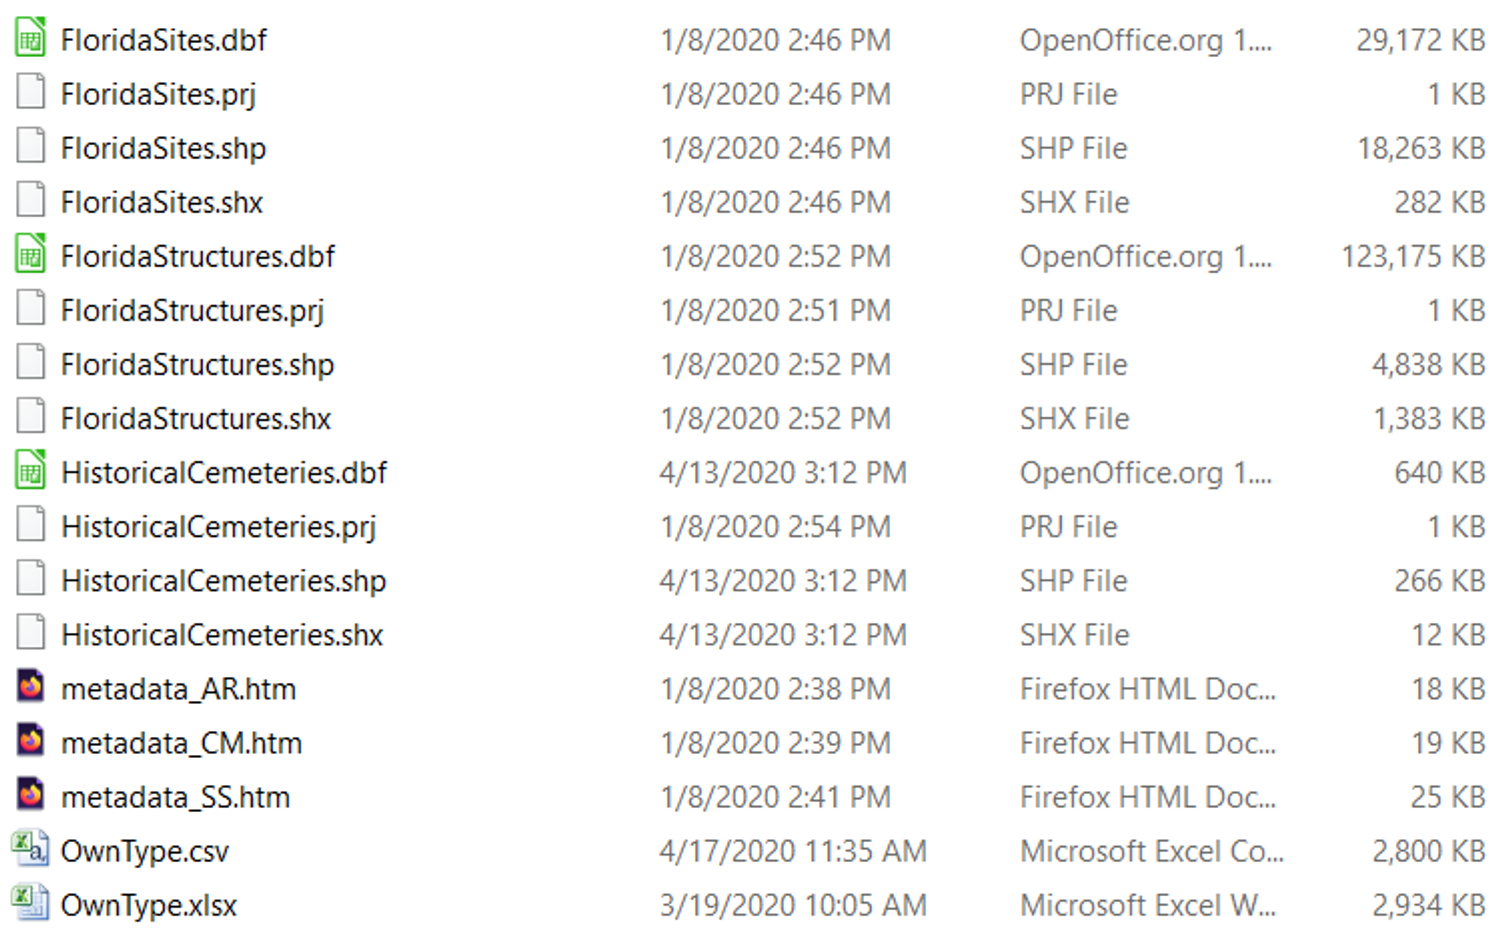 FloridaSites.dbf 1/8/2020 2:46 PM OpenOffice.org 1.... 29,172 KB
FloridaSites.prj 1/8/2020 2:46 PM PRJ File 1 KB
FloridaSites.shp 1/8/2020 2:46 PM SHP File 18,263 KB
FloridaSites.shx 1/8/2020 2:46 PM SHX File 282 KB
FloridaStructures.dbf 1/8/2020 2:52 PM OpenOffice.org 1.... 123,175 KB
FloridaStructures.prj 1/8/2020 2:51 PM PRJ File 1 KB
FloridaStructures.shp 1/8/2020 2:52 PM SHP File 4,838 KB
FloridaStructures.shx 1/8/2020 2:52 PM SHX File 1,383 KB
HistoricalCemeteries.dbf 4/13/2020 3:12 PM OpenOffice.org 1.... 640 KB
HistoricalCemeteries.prj 1/8/2020 2:54 PM PRJ File 1 KB
HistoricalCemeteries.shp 4/13/2020 3:12 PM SHP File 266 KB
HistoricalCemeteries.shx 4/13/2020 3:12 PM SHX File 12 KB
metadata_AR.htm 1/8/2020 2:38 PM Firefox HTML Doc... 18 KB
metadata_CM.htm 1/8/2020 2:39 PM Firefox HTML Doc... 19 KB
metadata_SS.htm 1/8/2020 2:41 PM Firefox HTML Doc... 25 KB
OwnType.csv 4/17/2020 11:35 AM Microsoft Excel Co... 2,800 KB
OwnType.xlsx 3/19/2020 10:05 AM Microsoft Excel W... 2,934 KB